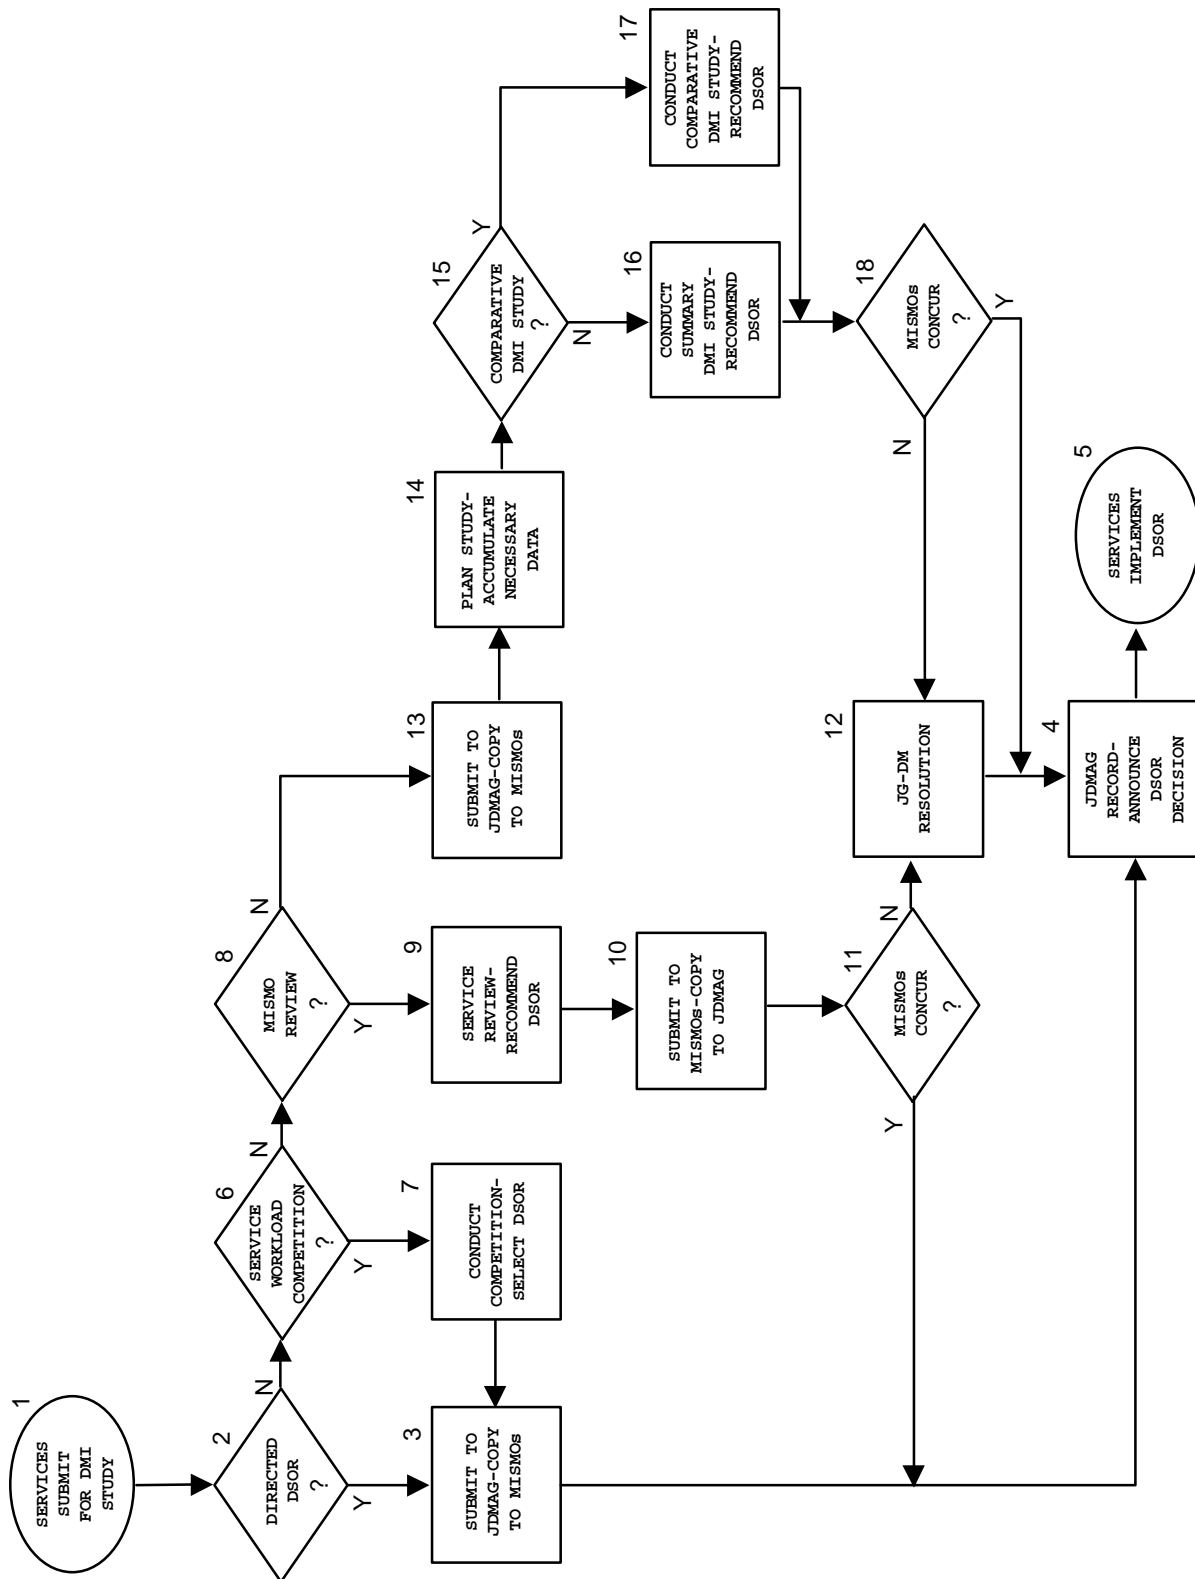 1
SERVICES
SUBMIT
FOR DMI
STUDY
2
DIRECTED
DSOR
?
N
Y
3
SUBMIT TO
JDMAG-COPY
TO MISMOs
6
SERVICE
WORKLOAD
COMPETITION
?
N
Y
7
CONDUCT
COMPETITION-
SELECT DSOR
8
MISMO
REVIEW
?
N
Y
9
SERVICE
REVIEW-
RECOMMEND
DSOR
10
SUBMIT TO
MISMOs-COPY
TO JDMAG
11
MISMOs
CONCUR
?
N
Y
12
JG-DM
RESOLUTION
13
SUBMIT TO
JDMAG-COPY
TO MISMOs
14
PLAN STUDY-
ACCUMULATE
NECESSARY
DATA
15
COMPARATIVE
DMI STUDY
?
Y
N
16
CONDUCT
SUMMARY
DMI STUDY-
RECOMMEND
DSOR
17
CONDUCT
COMPARATIVE
DMI STUDY-
RECOMMEND
DSOR
18
MISMOs
CONCUR
?
N
Y
4
JDMAG
RECORD-
ANNOUNCE
DSOR
DECISION
5
SERVICES
IMPLEMENT
DSOR